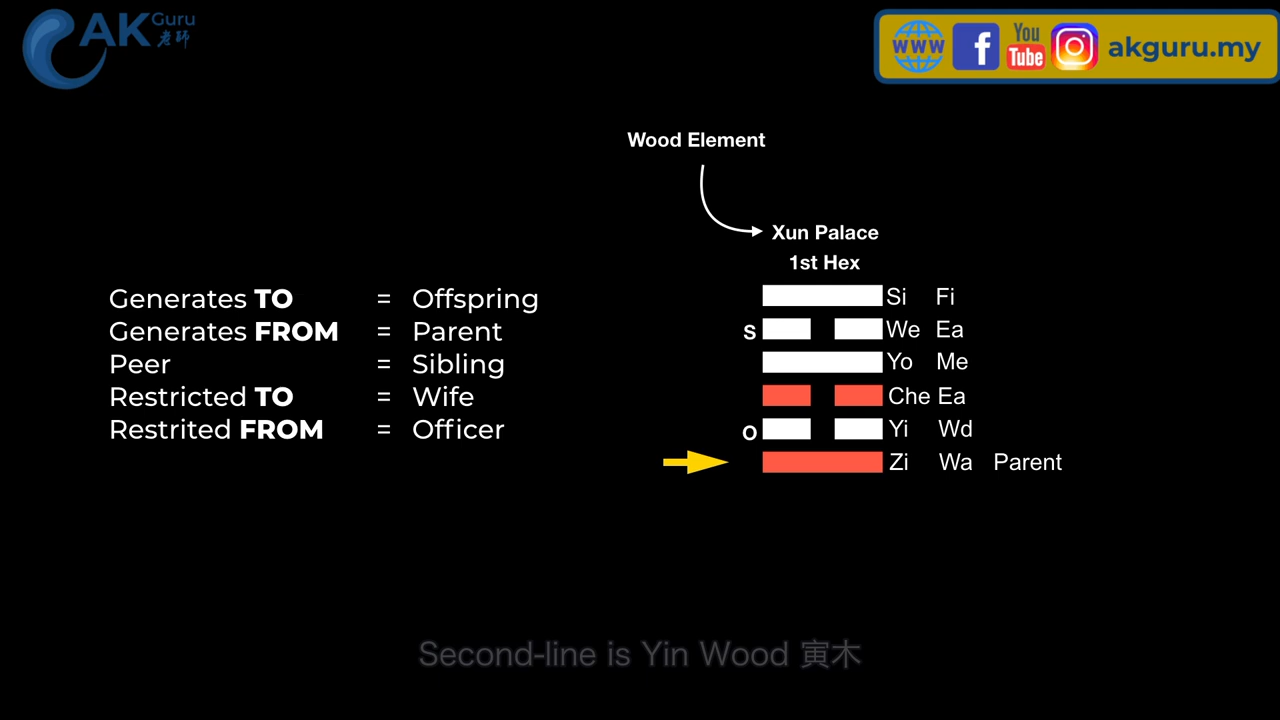 AK Guru 老師
WWW f You Tube akguru.my
Wood Element
Xun Palace
1st Hex
Generates TO = Offspring
Generates FROM = Parent
Peer = Sibling
Restricted TO = Wife
Restrited FROM = Officer
Si Fi
S We Ea
Yo Me
Che Ea
O Yi Wd
Zi Wa Parent
Second-line is Yin Wood 寅木